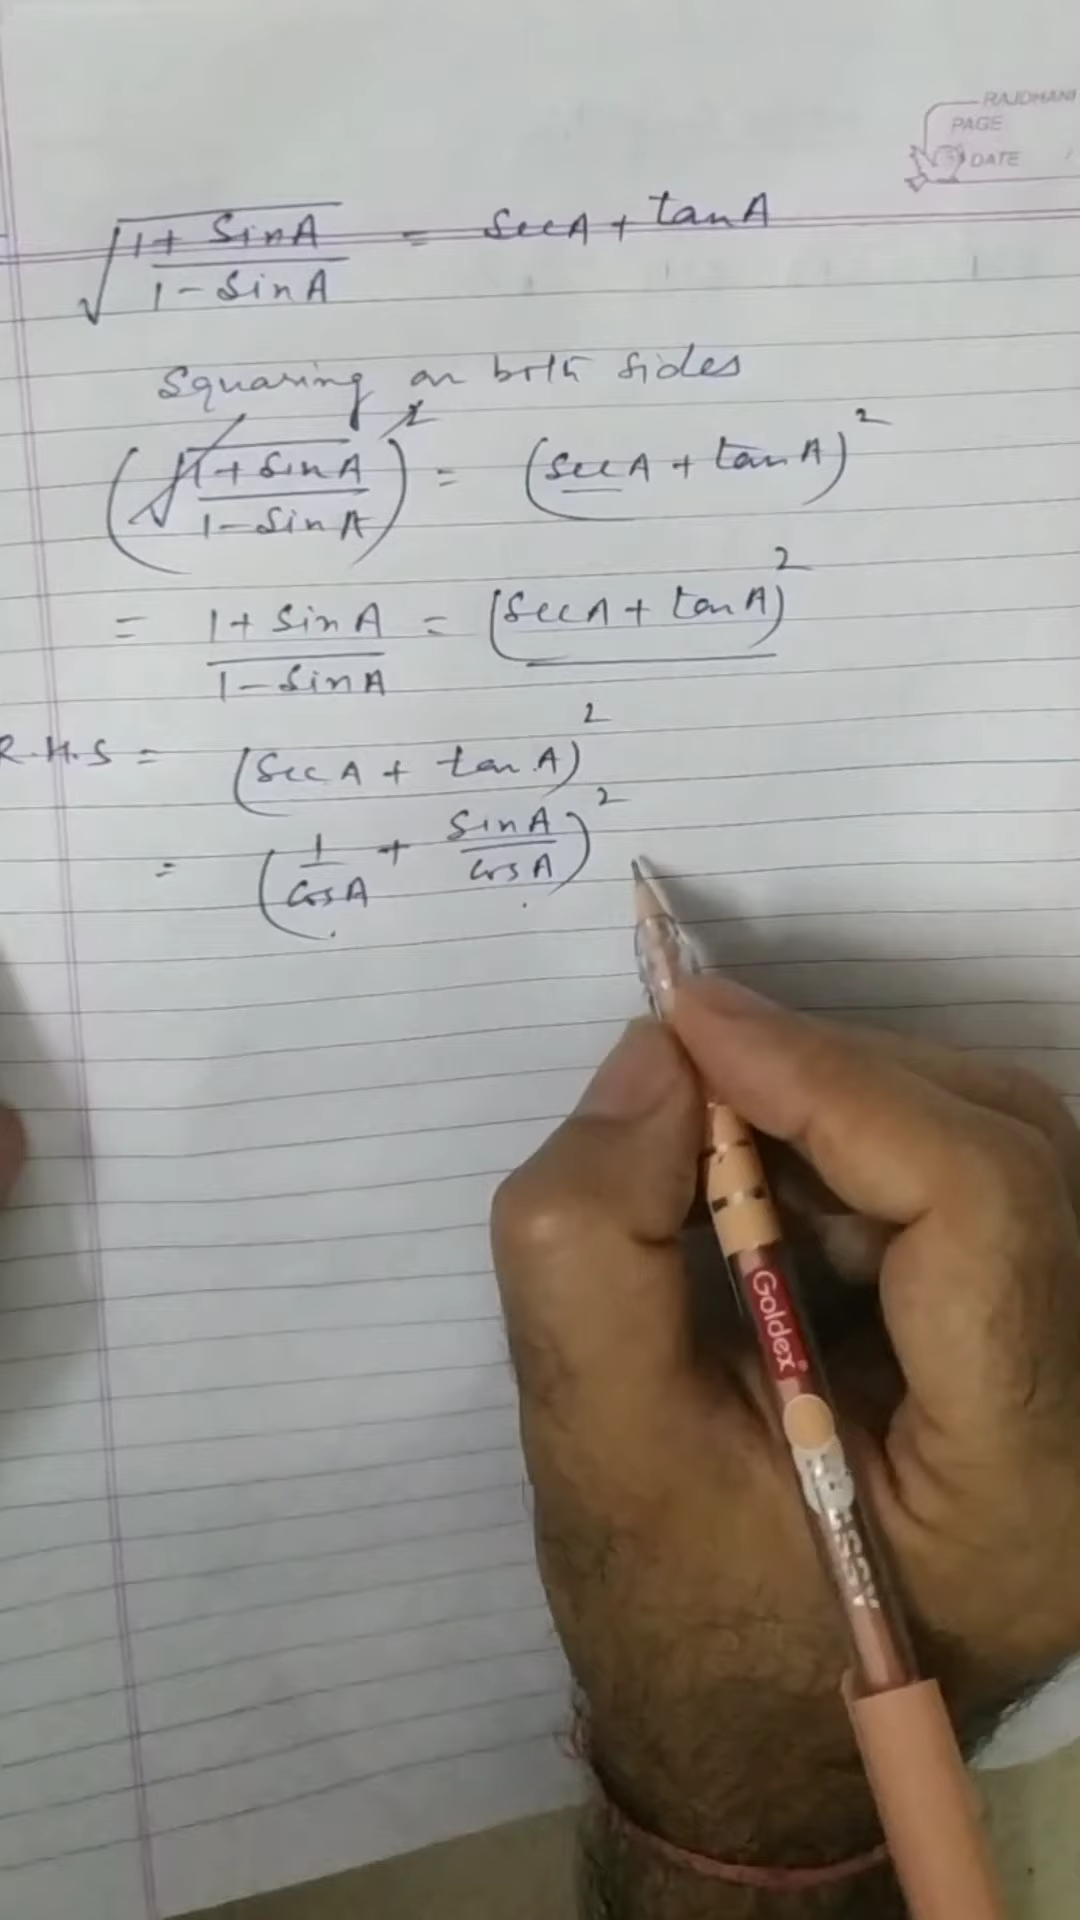 RAJDHANI
PAGE
DATE
√(1 + SinA / 1 - SinA) = SecA + tanA
Squaring on both sides
(√(1 + SinA / 1 - SinA))² = (SecA + tanA)²
= 1 + SinA / 1 - SinA = (SecA + tanA)²
R.H.S = (SecA + tanA)²
= (1 / CosA + SinA / CosA)²
Goldex